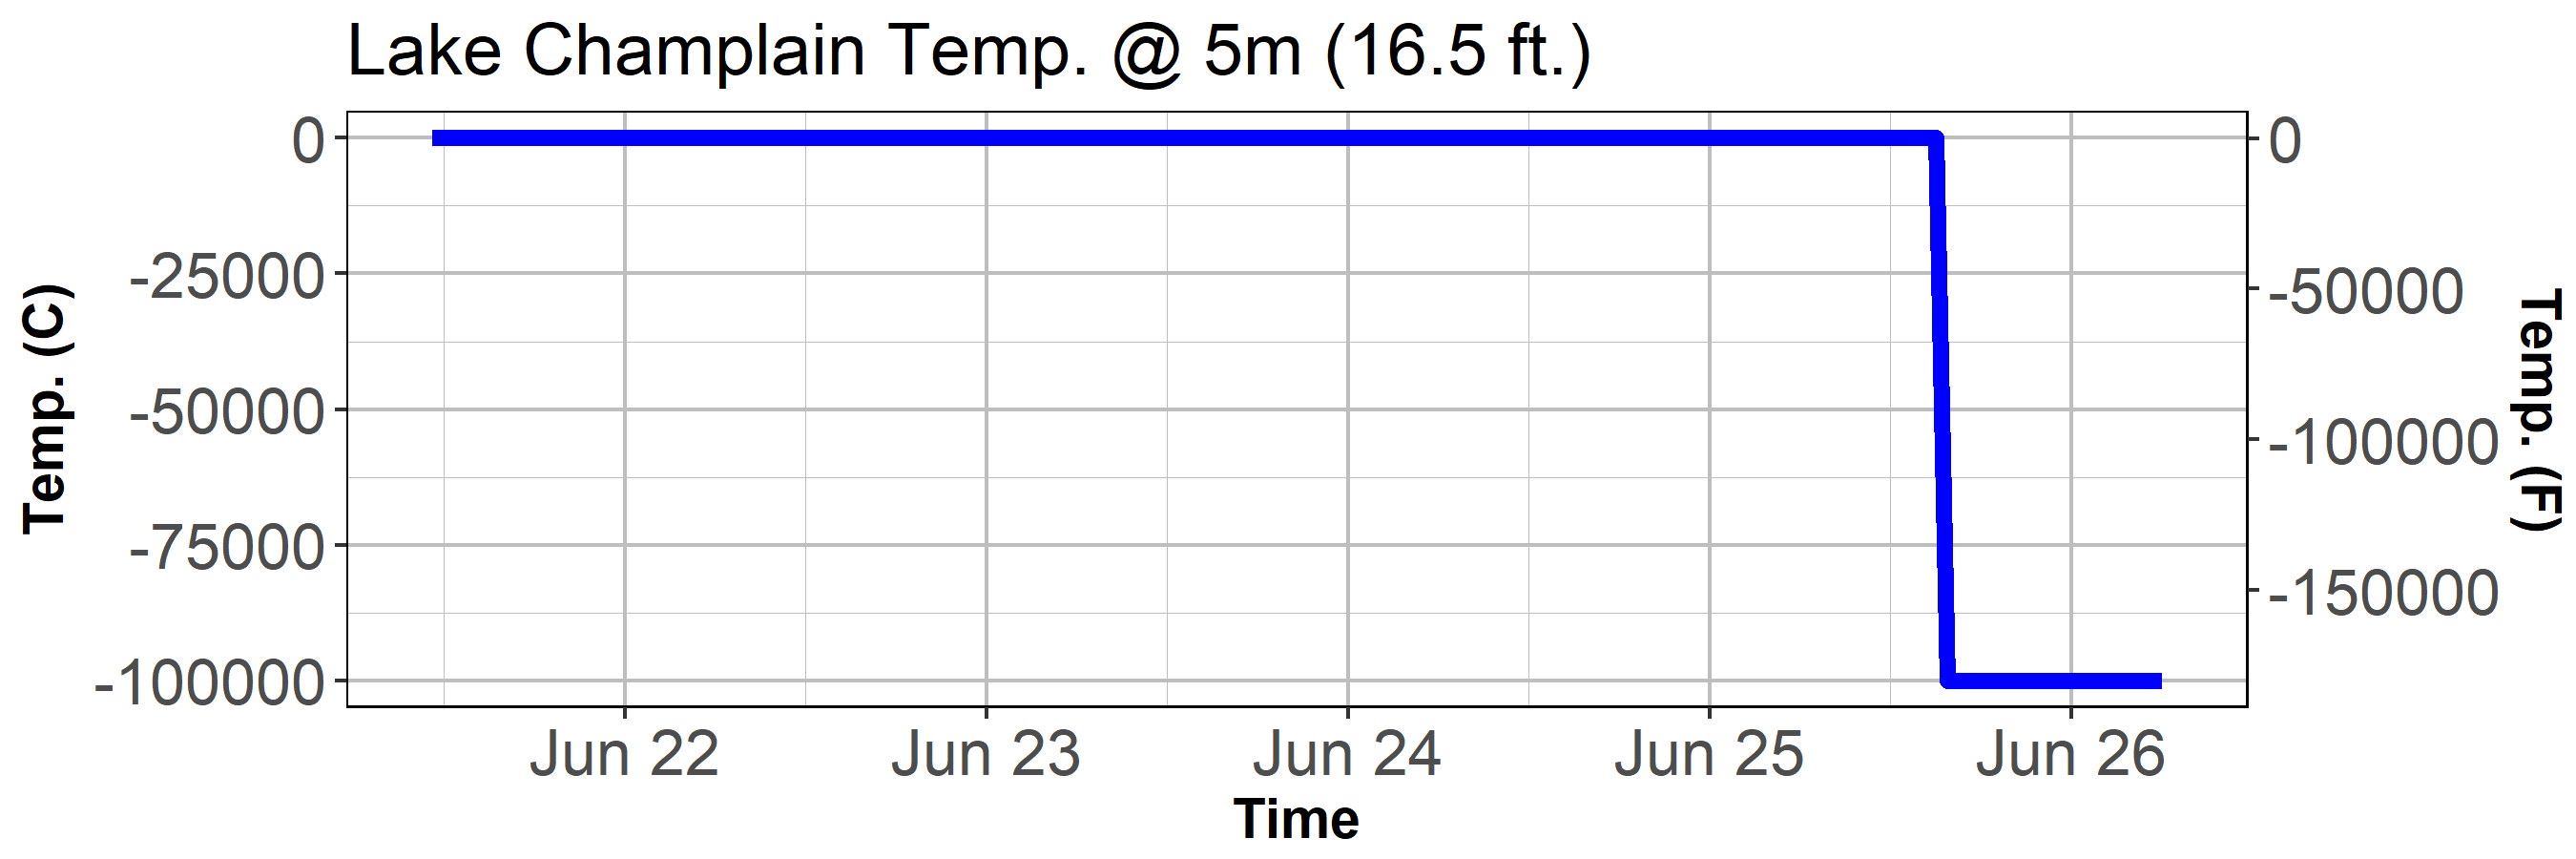 Lake Champlain Temp. @ 5m (16.5 ft.)
Temp. (C)
0
-25000
-50000
-75000
-100000
0
-50000
-100000
-150000
Temp. (F)
Jun 22 Jun 23 Jun 24 Jun 25 Jun 26
Time